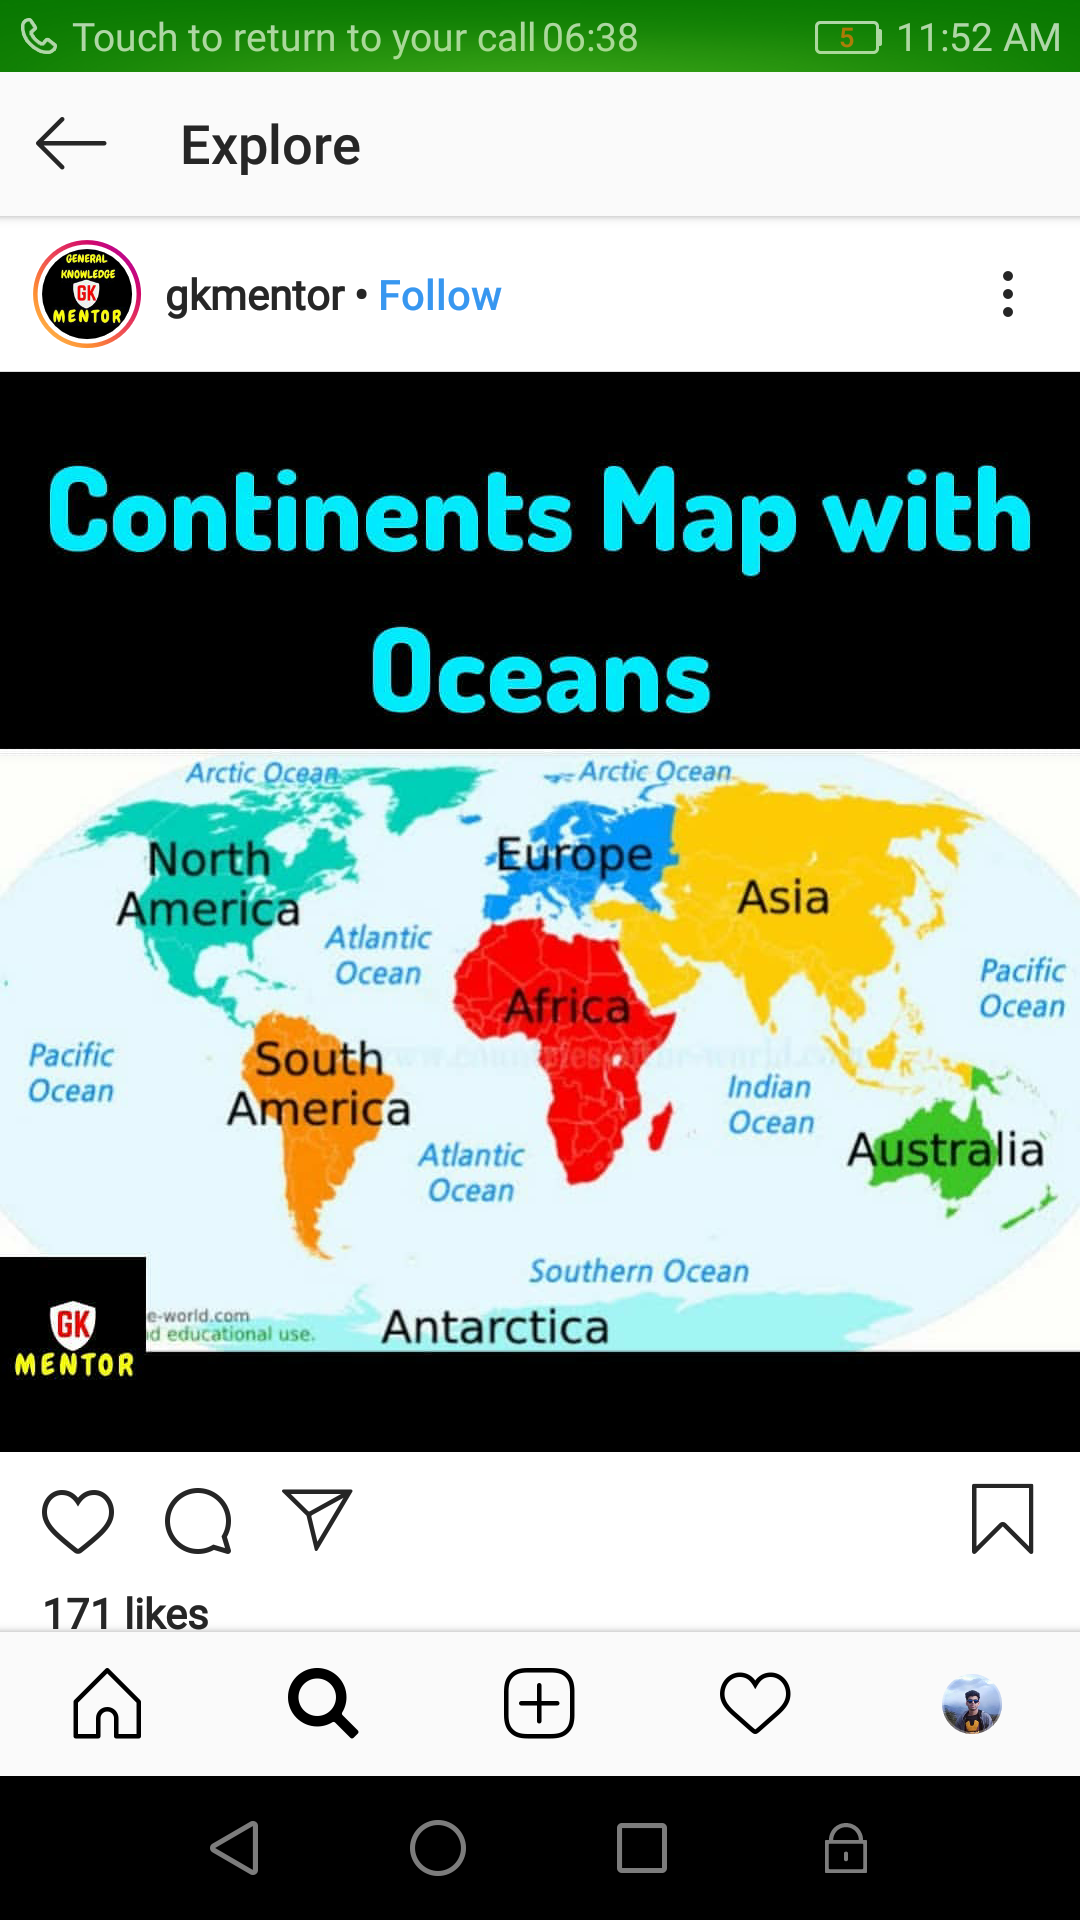 Touch to return to your call 06:38 5 11:52 AM
Explore
GENERAL
KNOWLEDGE
GK
MENTOR
gkmentor • Follow
Continents Map with
Oceans
Arctic Ocean
Arctic Ocean
North
America
Europe
Asia
Atlantic
Ocean
Pacific
Ocean
Africa
Pacific
Ocean
South
America
Indian
Ocean
Australia
Atlantic
Ocean
Southern Ocean
Antarctica
e-world.com
d educational use.
GK
MENTOR
171 likes